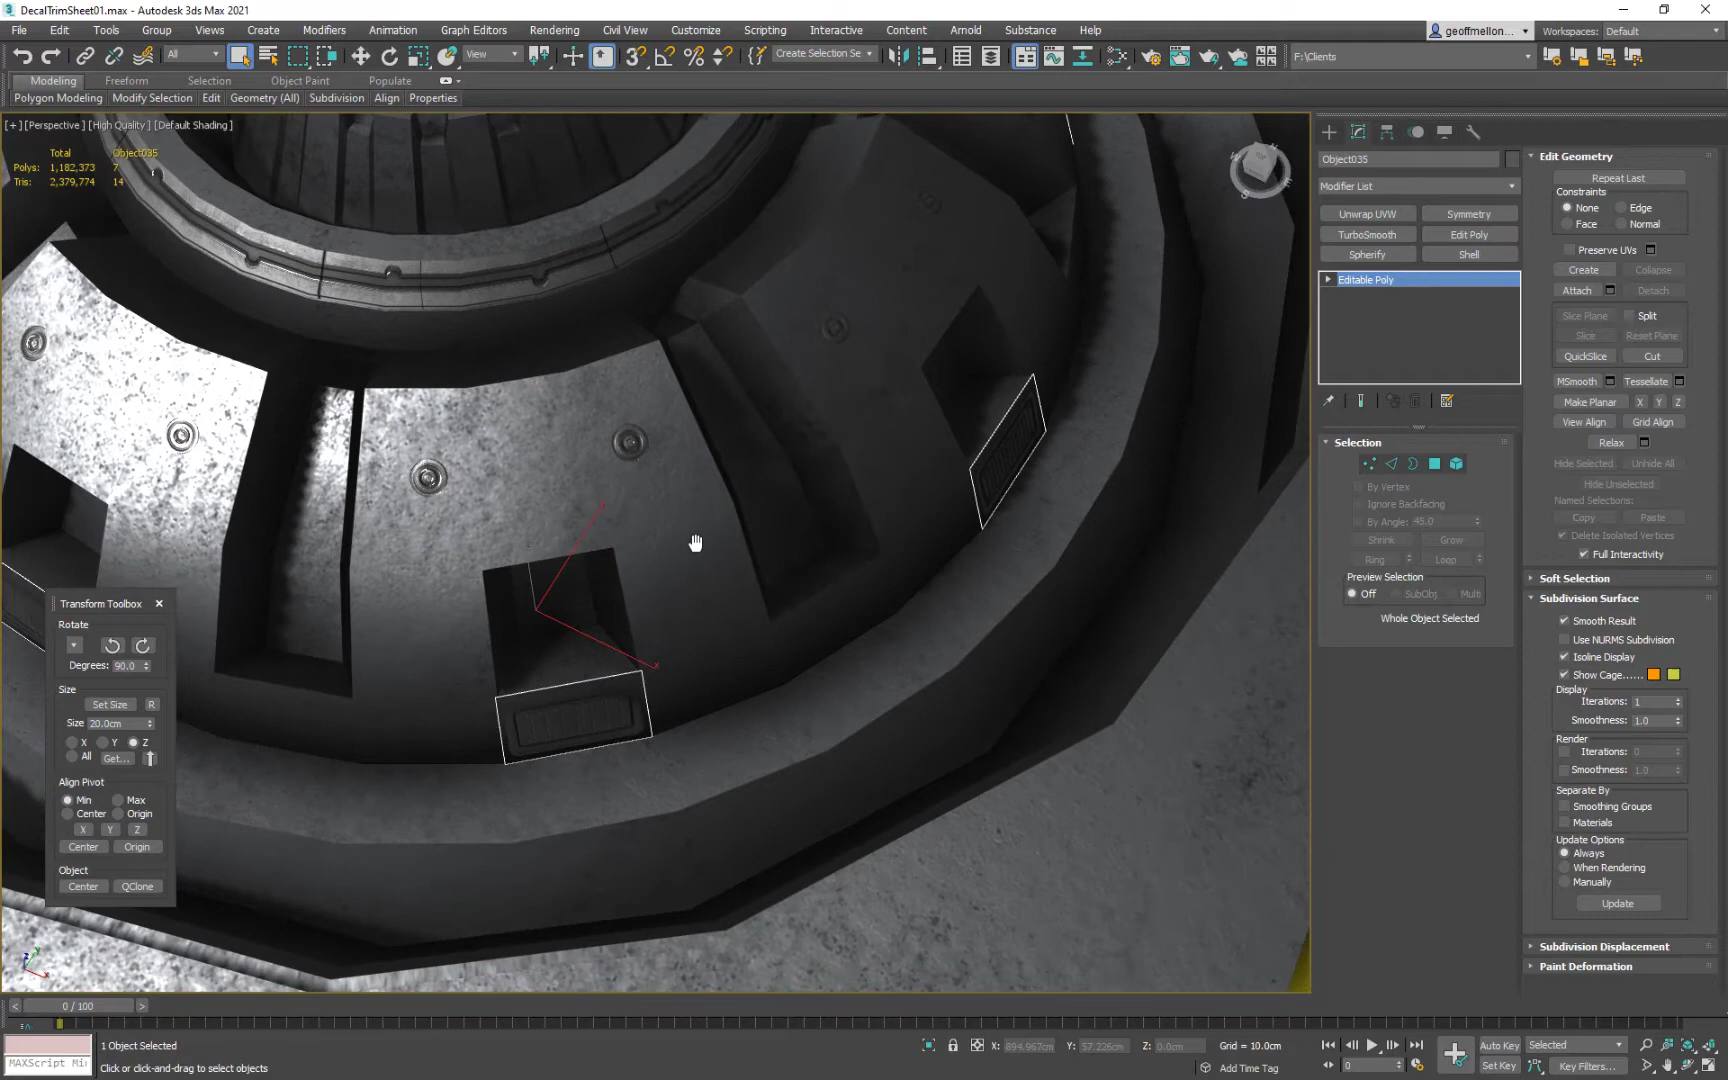 DecalTrimSheet01.max - Autodesk 3ds Max 2021
File Edit Tools Group Views Create Modifiers Animation Graph Editors Rendering Civil View Customize Scripting Interactive Content Arnold Substance Help
geoffmellon... Workspaces: Default
All View Create Selection Se F:\Clients
Modeling Freeform Selection Object Paint Populate
Polygon Modeling Modify Selection Edit Geometry (All) Subdivision Align Properties
[+] [Perspective] [High Quality] [Default Shading]
Total Object035
Polys: 1,182,373 7
Tris: 2,379,774 14
Transform Toolbox
Rotate
Degrees: 90.0
Size
Set Size R
Size 20.0cm
X Y Z
All Get...
Align Pivot
Min Max
Center Origin
X Y Z
Center Origin
Object
Center QClone
Object035
Modifier List
Unwrap UVW Symmetry
TurboSmooth Edit Poly
Spherify Shell
Editable Poly
Selection
By Vertex
Ignore Backfacing
By Angle: 45.0
Shrink Grow
Ring Loop
Preview Selection
Off SubObj Multi
Whole Object Selected
Edit Geometry
Repeat Last
Constraints
None Edge
Face Normal
Preserve UVs
Create Collapse
Attach Detach
Slice Plane Split
Slice Reset Plane
QuickSlice Cut
MSmooth Tessellate
Make Planar X Y Z
View Align Grid Align
Relax
Hide Selected Unhide All
Hide Unselected
Named Selections:
Copy Paste
Delete Isolated Vertices
Full Interactivity
Soft Selection
Subdivision Surface
Smooth Result
Use NURMS Subdivision
Isoline Display
Show Cage......
Display
Iterations: 1
Smoothness: 1.0
Render
Iterations: 0
Smoothness: 1.0
Separate By
Smoothing Groups
Materials
Update Options
Always
When Rendering
Manually
Update
Subdivision Displacement
Paint Deformation
0 / 100
1 Object Selected
MAXScript Mi
Click or click-and-drag to select objects
X: 894.967cm Y: 57.226cm Z: 0.0cm Grid = 10.0cm
Add Time Tag
0
Auto Key Selected
Set Key Key Filters...